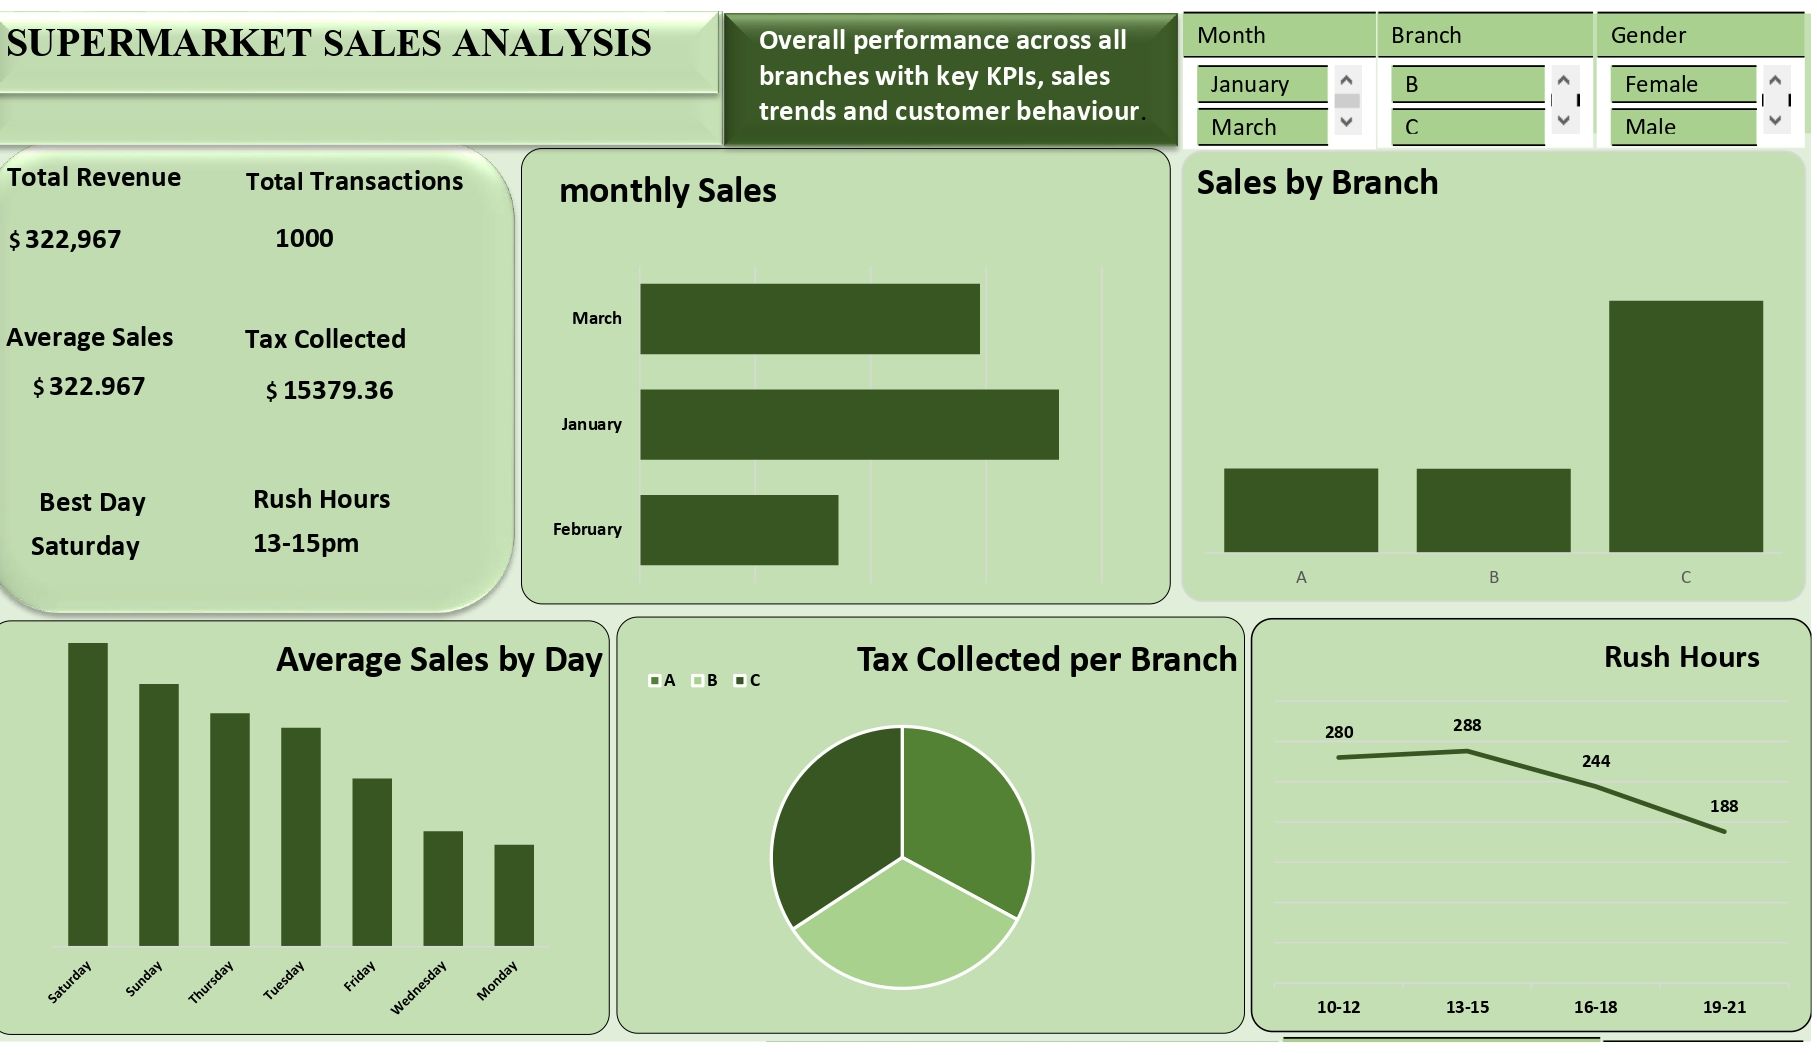 SUPERMARKET SALES ANALYSIS
Overall performance across all
branches with key KPIs, sales
trends and customer behaviour.
Month
January
March
Branch
B
C
Gender
Female
Male
Total Revenue
$ 322,967
Total Transactions
1000
Average Sales
$ 322.967
Tax Collected
$ 15379.36
Best Day
Saturday
Rush Hours
13-15pm
monthly Sales
March
January
February
Sales by Branch
A
B
C
Average Sales by Day
Saturday
Sunday
Thursday
Tuesday
Friday
Wednesday
Monday
Tax Collected per Branch
A B C
Rush Hours
280
288
244
188
10-12
13-15
16-18
19-21